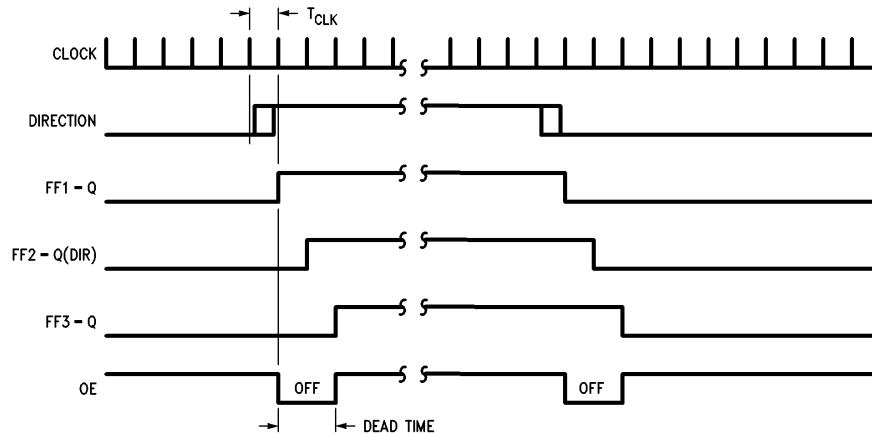 T_CLK
CLOCK
DIRECTION
FF1 - Q
FF2 - Q(DIR)
FF3 - Q
OE
OFF
OFF
DEAD TIME